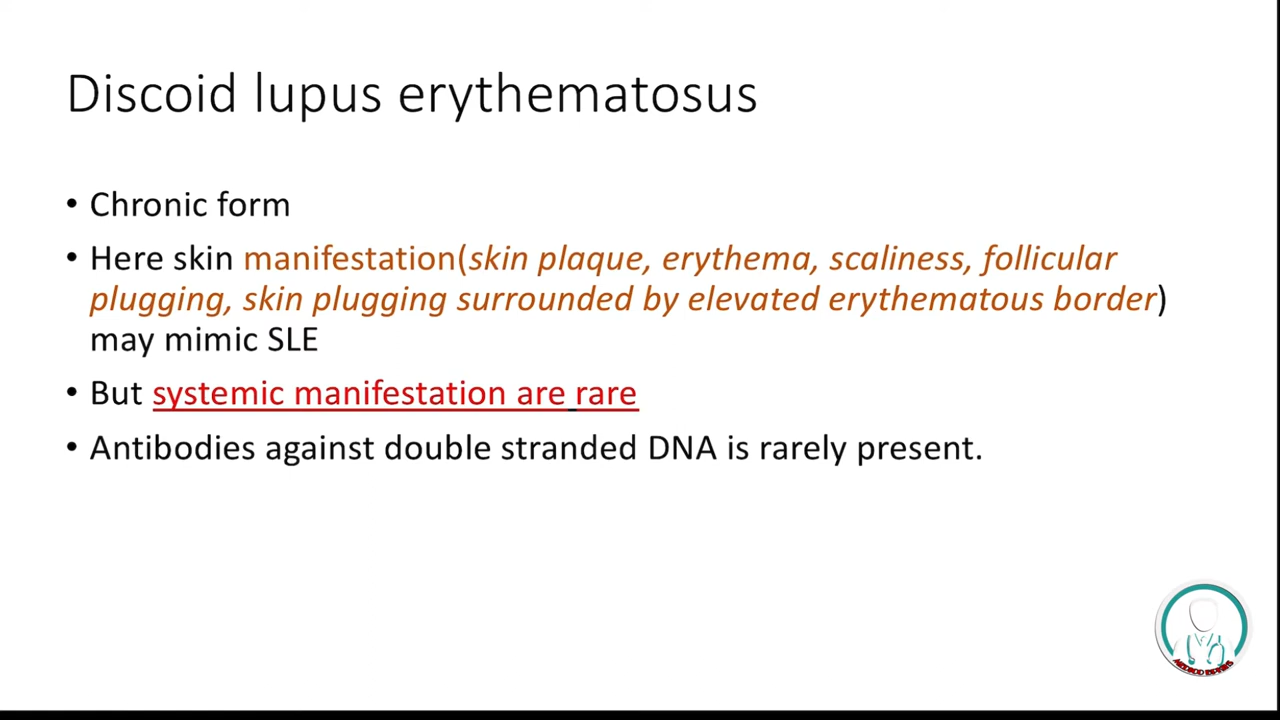 Discoid lupus erythematosus
• Chronic form
• Here skin manifestation(skin plaque, erythema, scaliness, follicular
plugging, skin plugging surrounded by elevated erythematous border)
may mimic SLE
• But systemic manifestation are rare
• Antibodies against double stranded DNA is rarely present.